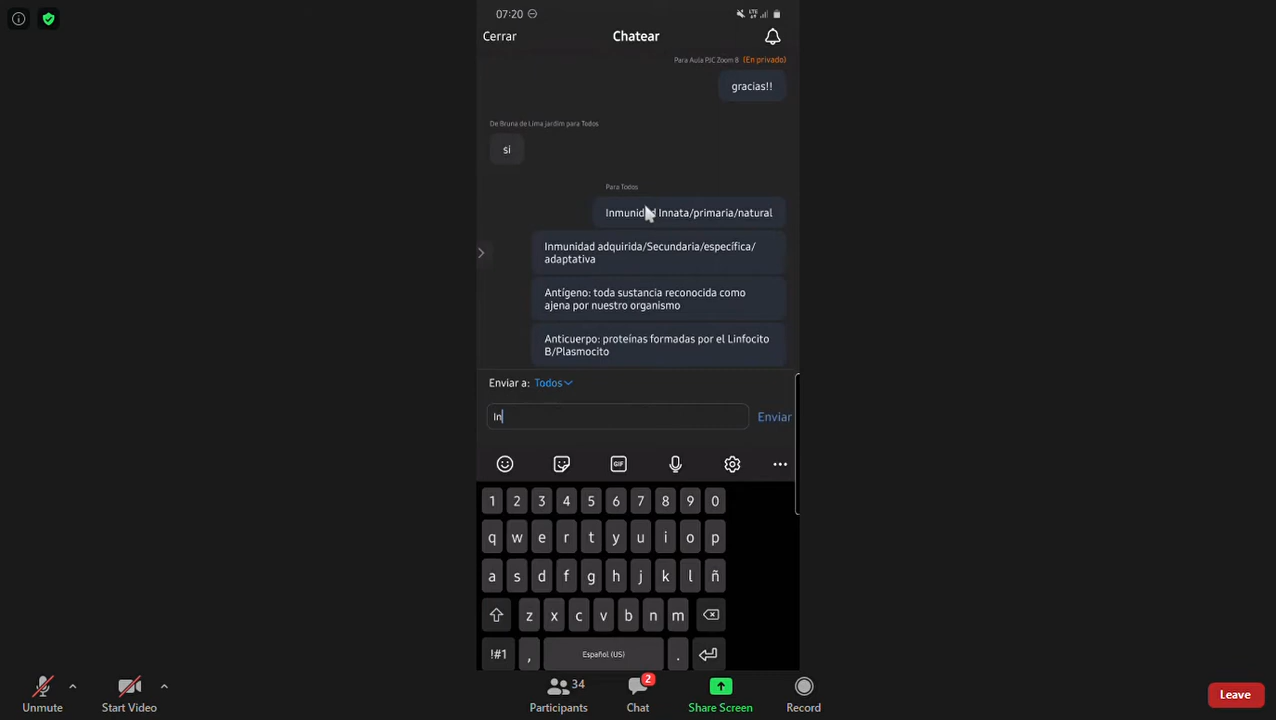 07:20
LTE
Cerrar
Chatear
Para Aula PJC Zoom 8 (En privado)
gracias!!
De Bruna de Lima jardim para Todos
si
Para Todos
Inmunidad Innata/primaria/natural
Inmunidad adquirida/Secundaria/específica/
adaptativa
Antígeno: toda sustancia reconocida como
ajena por nuestro organismo
Anticuerpo: proteínas formadas por el Linfocito
B/Plasmocito
Enviar a: Todos
In
Enviar
GIF
1 2 3 4 5 6 7 8 9 0
q w e r t y u i o p
a s d f g h j k l ñ
z x c v b n m
!#1 , Español (US) .
34
2
Unmute
Start Video
Participants
Chat
Share Screen
Record
Leave